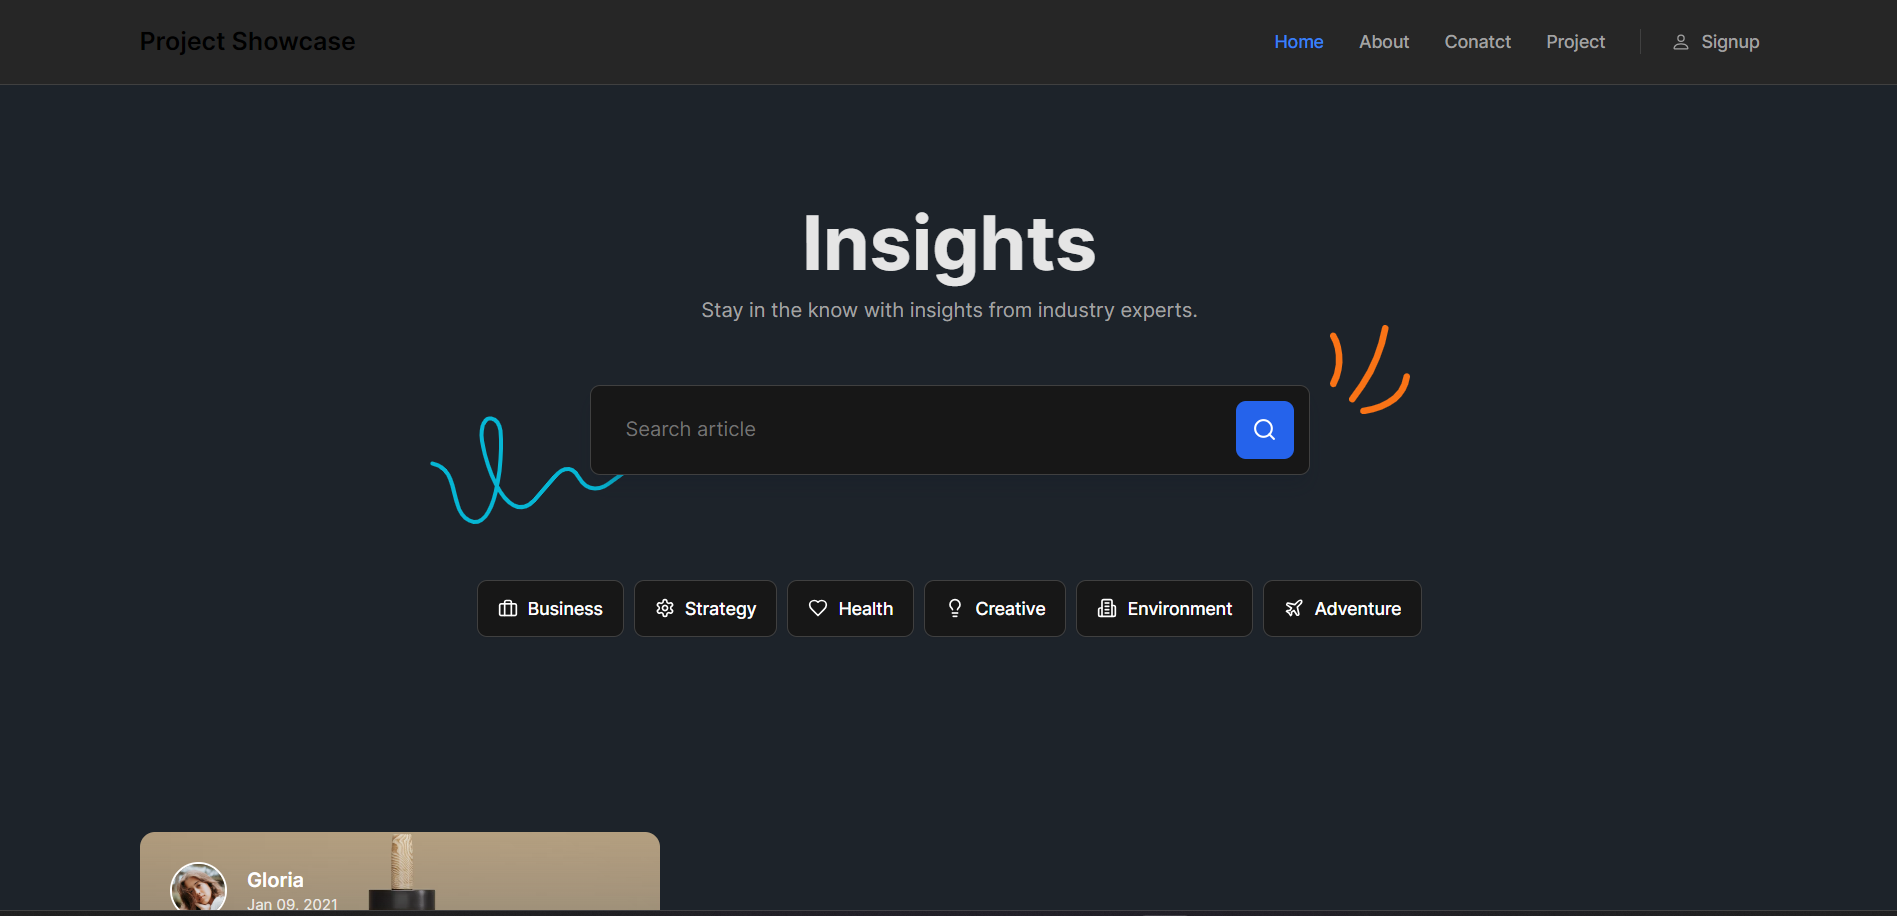 Project Showcase
Home About Conatct Project Signup
Insights
Stay in the know with insights from industry experts.
Search article
Business Strategy Health Creative Environment Adventure
Gloria
Jan 09, 2021